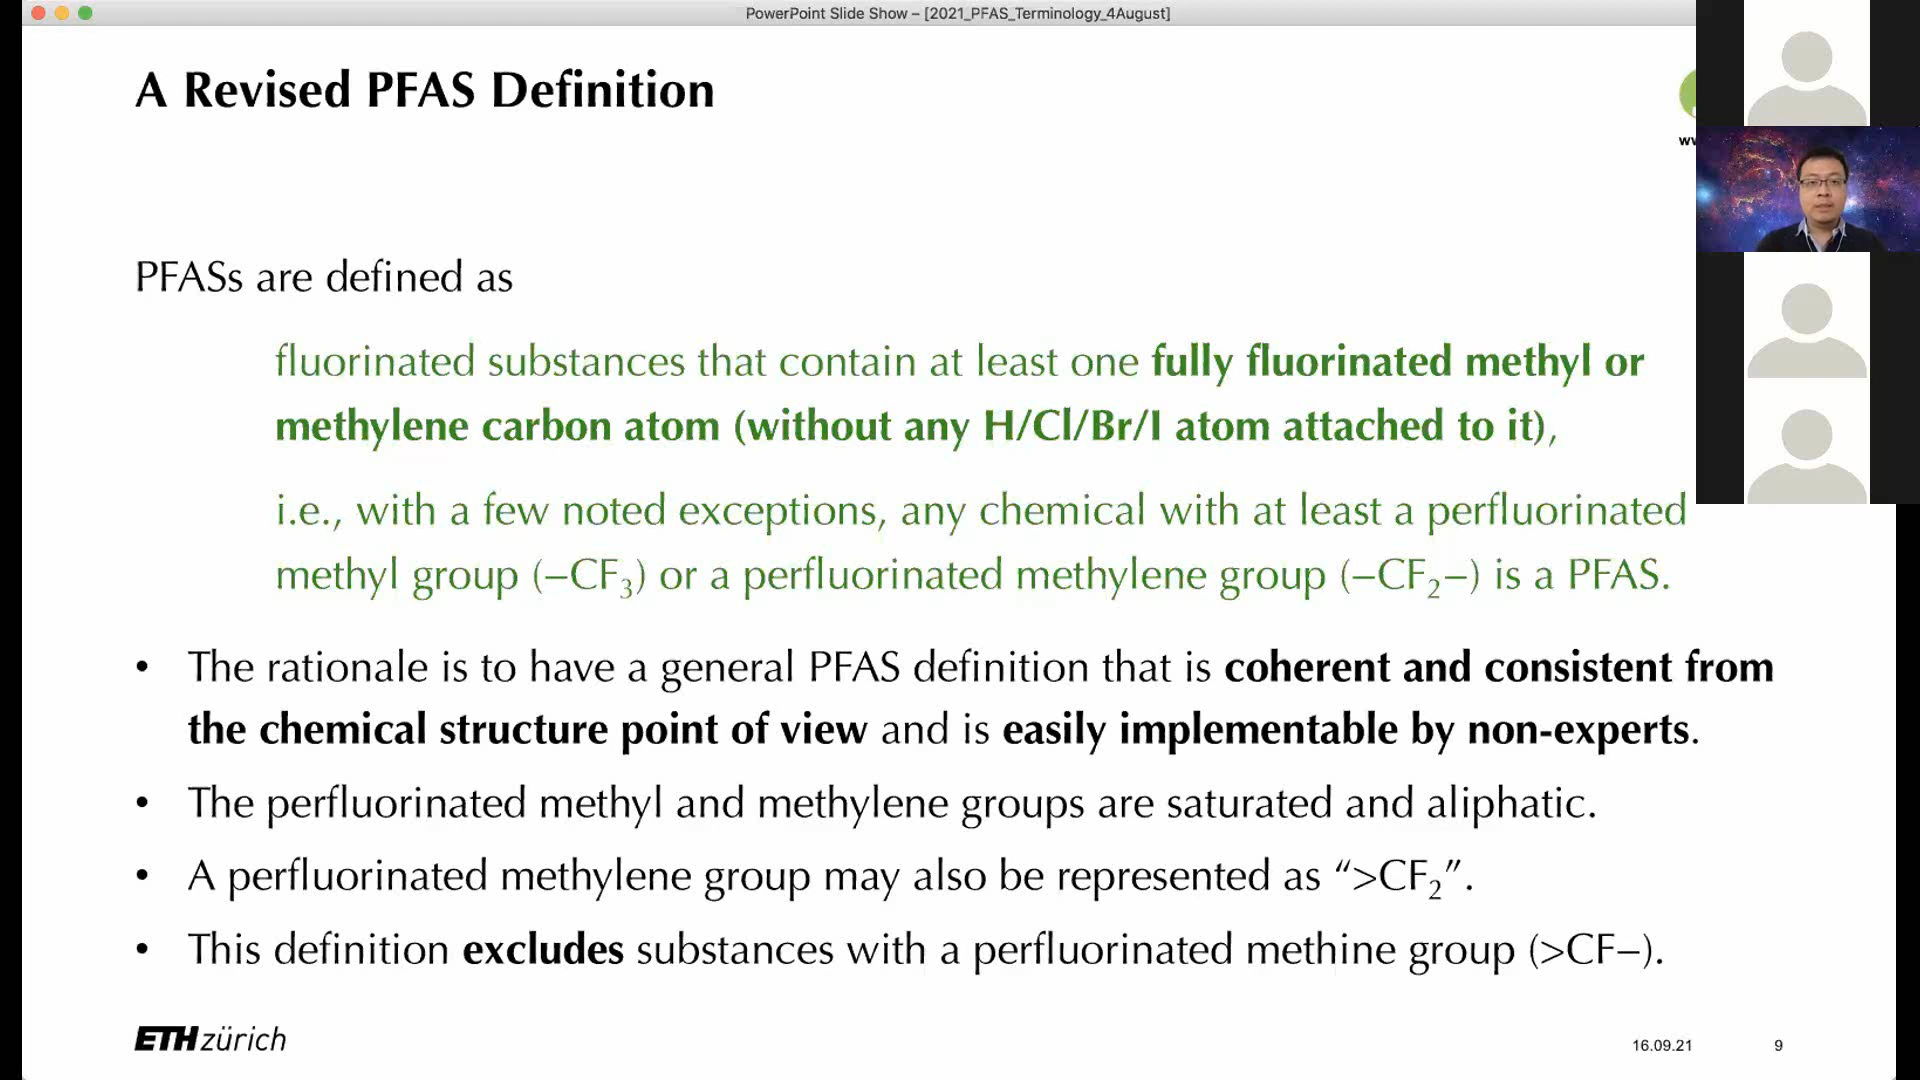 PowerPoint Slide Show – [2021_PFAS_Terminology_4August]
A Revised PFAS Definition
PFASs are defined as
fluorinated substances that contain at least one fully fluorinated methyl or
methylene carbon atom (without any H/Cl/Br/I atom attached to it),
i.e., with a few noted exceptions, any chemical with at least a perfluorinated
methyl group (–CF₃) or a perfluorinated methylene group (–CF₂–) is a PFAS.
• The rationale is to have a general PFAS definition that is coherent and consistent from
the chemical structure point of view and is easily implementable by non-experts.
• The perfluorinated methyl and methylene groups are saturated and aliphatic.
• A perfluorinated methylene group may also be represented as “>CF₂”.
• This definition excludes substances with a perfluorinated methine group (>CF–).
ETH zürich
16.09.21
9